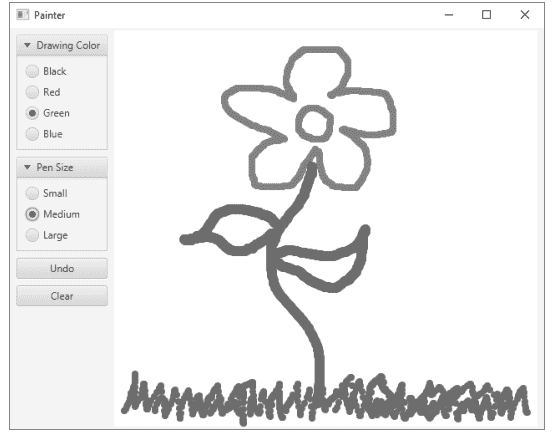 Painter
Drawing Color
Black
Red
Green
Blue
Pen Size
Small
Medium
Large
Undo
Clear